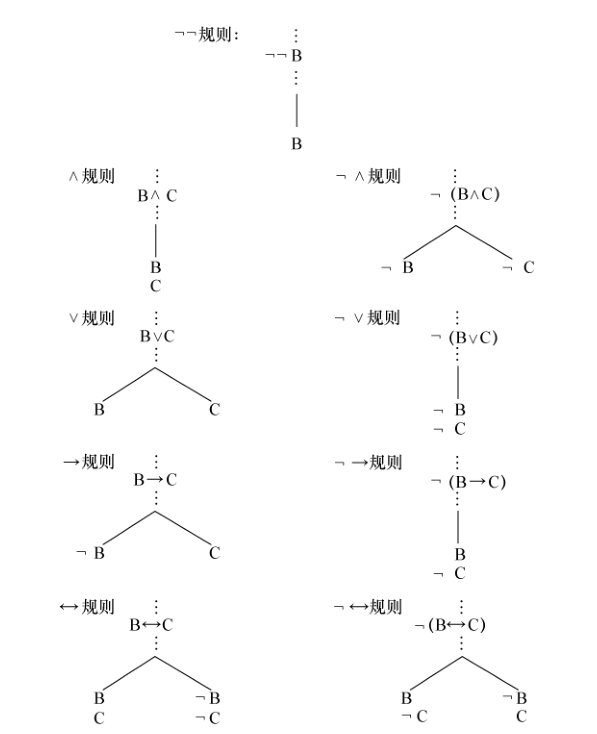 ¬¬规则：
⋮
¬¬B
⋮
B
∧规则
⋮
B∧C
⋮
B
C
¬∧规则
⋮
¬(B∧C)
⋮
¬B ¬C
∨规则
⋮
B∨C
⋮
B C
¬∨规则
⋮
¬(B∨C)
⋮
¬B
¬C
→规则
⋮
B→C
⋮
¬B C
¬→规则
⋮
¬(B→C)
⋮
B
¬C
↔规则
⋮
B↔C
⋮
B ¬B
C ¬C
¬↔规则
⋮
¬(B↔C)
⋮
B ¬B
¬C C